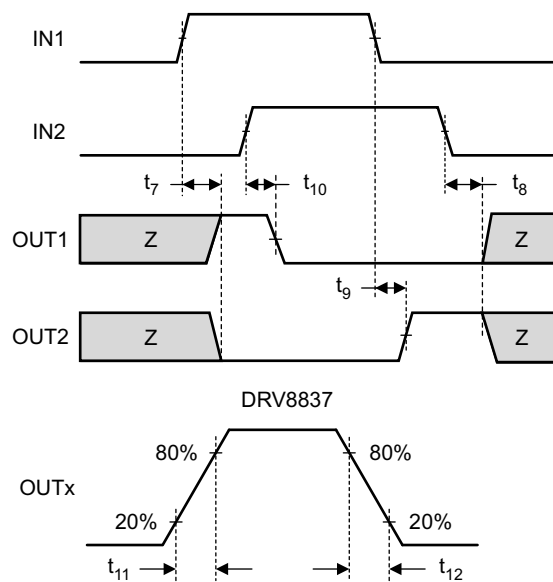 IN1
IN2
t7 t10 t8
OUT1 Z Z
t9
OUT2 Z Z
DRV8837
80% 80%
OUTx
20% 20%
t11 t12